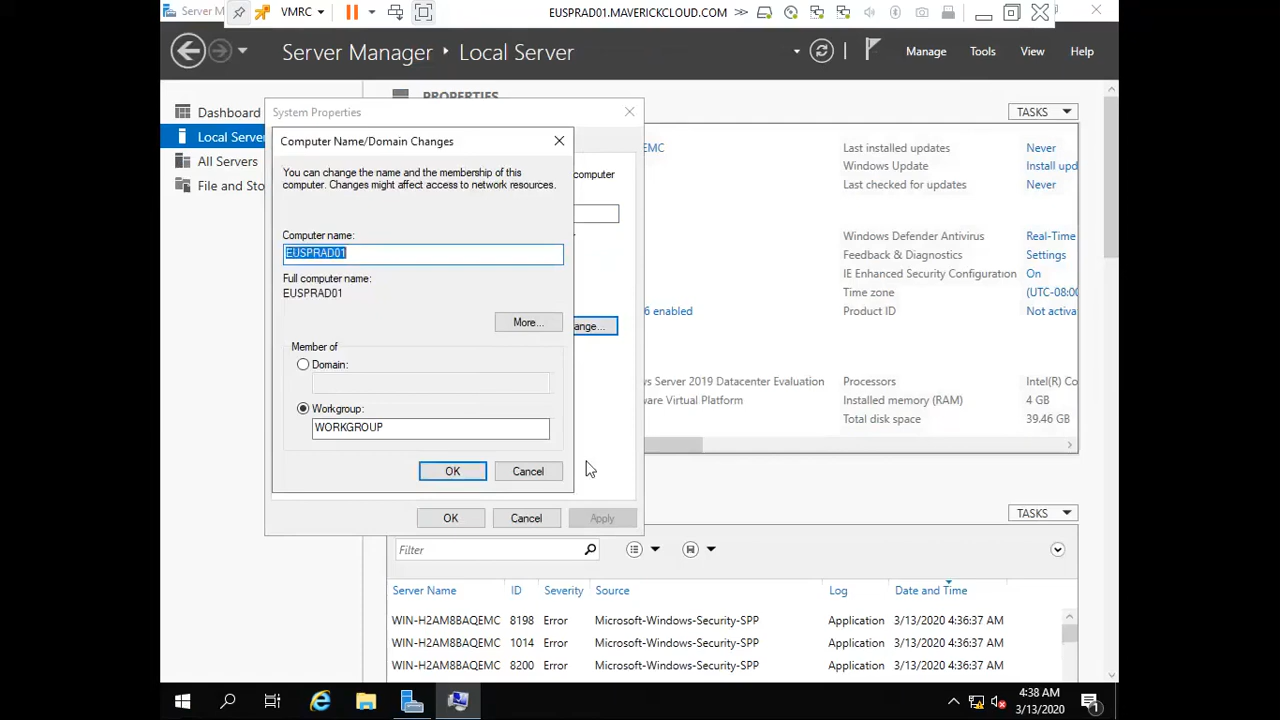 Server M
VMRC
EUSPRAD01.MAVERICKCLOUD.COM
Server Manager
Local Server
Manage
Tools
View
Help
Dashboard
Local Serve
All Servers
File and Sto
PROPERTIES
TASKS
System Properties
Computer Name/Domain Changes
You can change the name and the membership of this
computer. Changes might affect access to network resources.
Computer name:
EUSPRAD01
Full computer name:
EUSPRAD01
More...
Member of
Domain:
Workgroup:
WORKGROUP
OK
Cancel
computer
ange...
OK
Cancel
Apply
EMC
6 enabled
ws Server 2019 Datacenter Evaluation
ware Virtual Platform
Last installed updates
Never
Windows Update
Install upd
Last checked for updates
Never
Windows Defender Antivirus
Real-Time
Feedback & Diagnostics
Settings
IE Enhanced Security Configuration
On
Time zone
(UTC-08:00
Product ID
Not activa
Processors
Intel(R) Co
Installed memory (RAM)
4 GB
Total disk space
39.46 GB
TASKS
Filter
Server Name ID Severity Source Log Date and Time
WIN-H2AM8BAQEMC 8198 Error Microsoft-Windows-Security-SPP Application 3/13/2020 4:36:37 AM
WIN-H2AM8BAQEMC 1014 Error Microsoft-Windows-Security-SPP Application 3/13/2020 4:36:37 AM
WIN-H2AM8BAQEMC 8200 Error Microsoft-Windows-Security-SPP Application 3/13/2020 4:36:37 AM
4:38 AM
3/13/2020
1